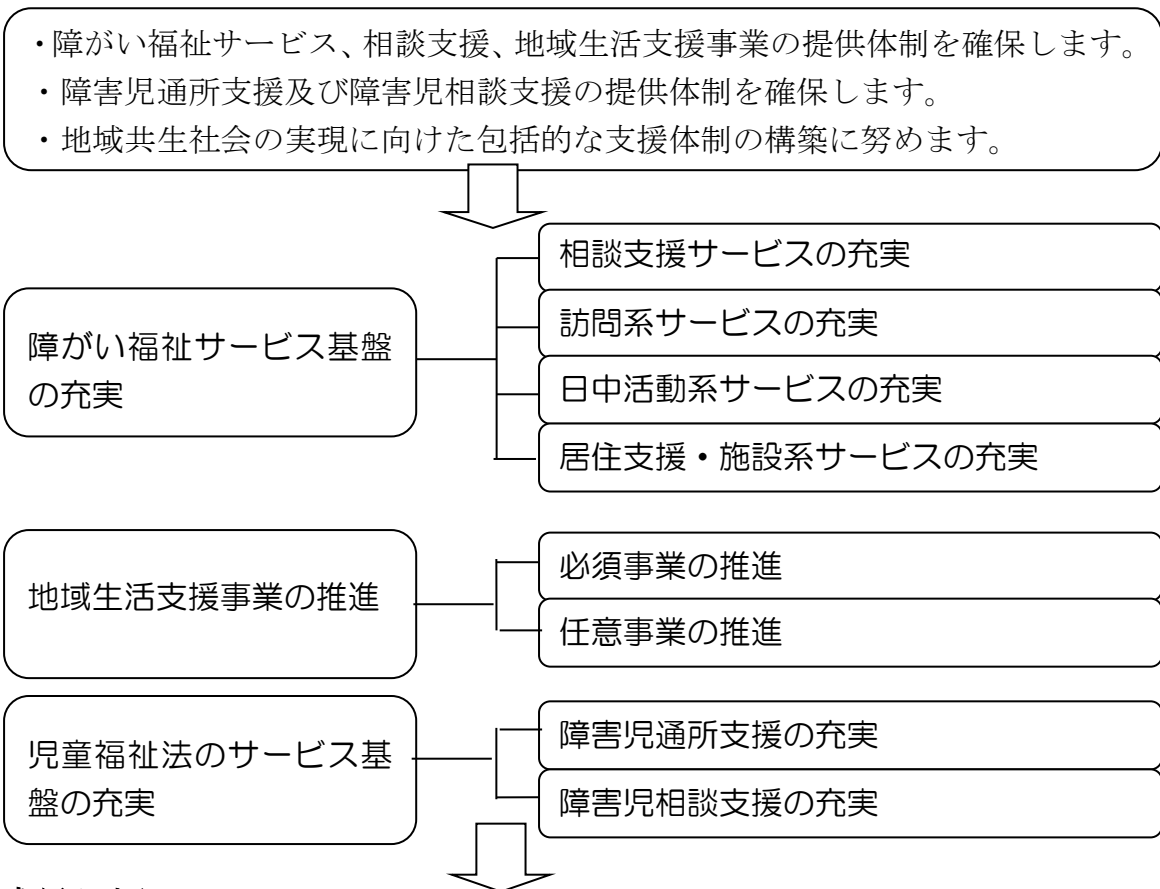 ・障がい福祉サービス、相談支援、地域生活支援事業の提供体制を確保します。
・障害児通所支援及び障害児相談支援の提供体制を確保します。
・地域共生社会の実現に向けた包括的な支援体制の構築に努めます。
障がい福祉サービス基盤
の充実
相談支援サービスの充実
訪問系サービスの充実
日中活動系サービスの充実
居住支援・施設系サービスの充実
地域生活支援事業の推進
必須事業の推進
任意事業の推進
児童福祉法のサービス基
盤の充実
障害児通所支援の充実
障害児相談支援の充実